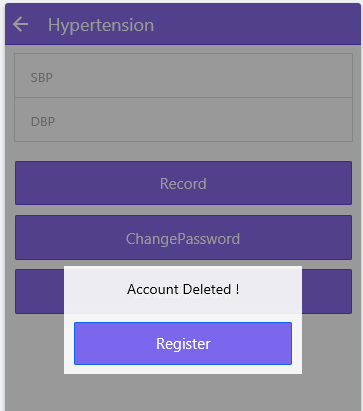 Hypertension
SBP
DBP
Record
ChangePassword
Account Deleted !
Register